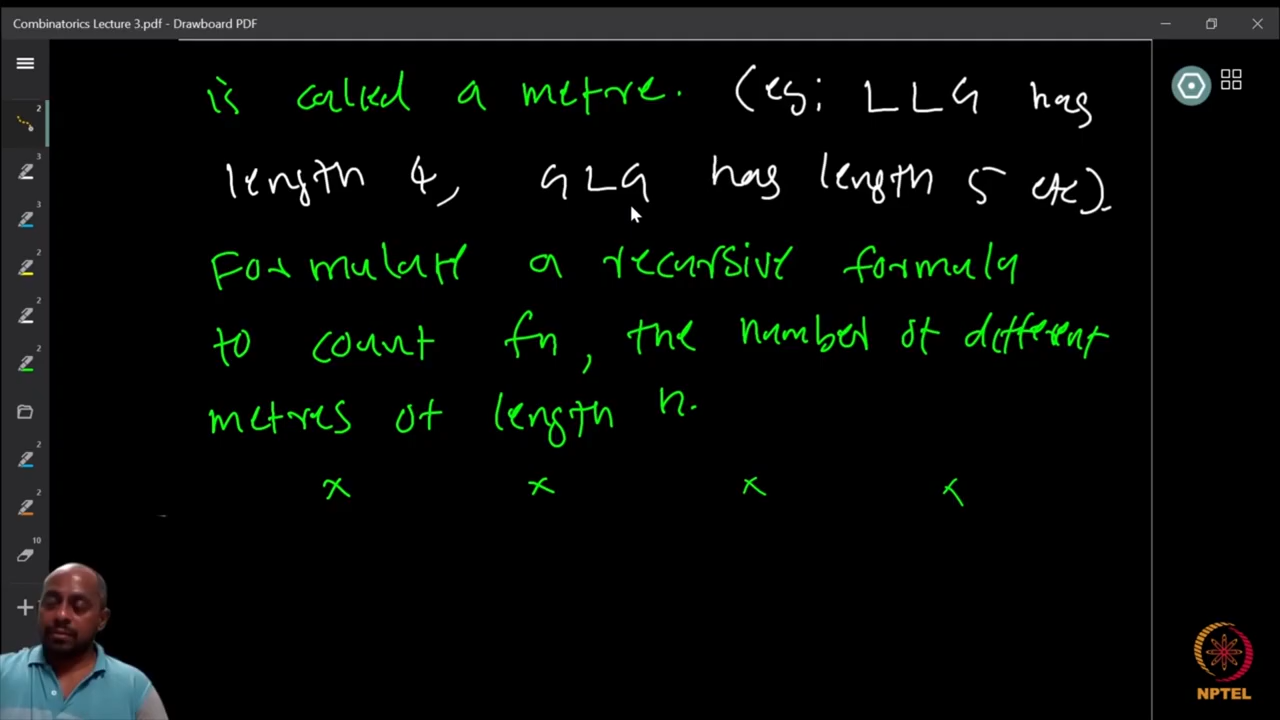 Combinatorics Lecture 3.pdf - Drawboard PDF
is called a metre. (eg: LLG has
length 4, GLG has length 5 etc).
Formulate a recursive formula
to count fn, the number of different
metres of length n.
x x x x
NPTEL